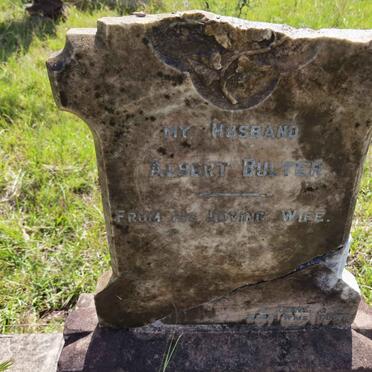 MY HUSBAND
ALBERT BULTER
FROM HIS LOVING WIFE.